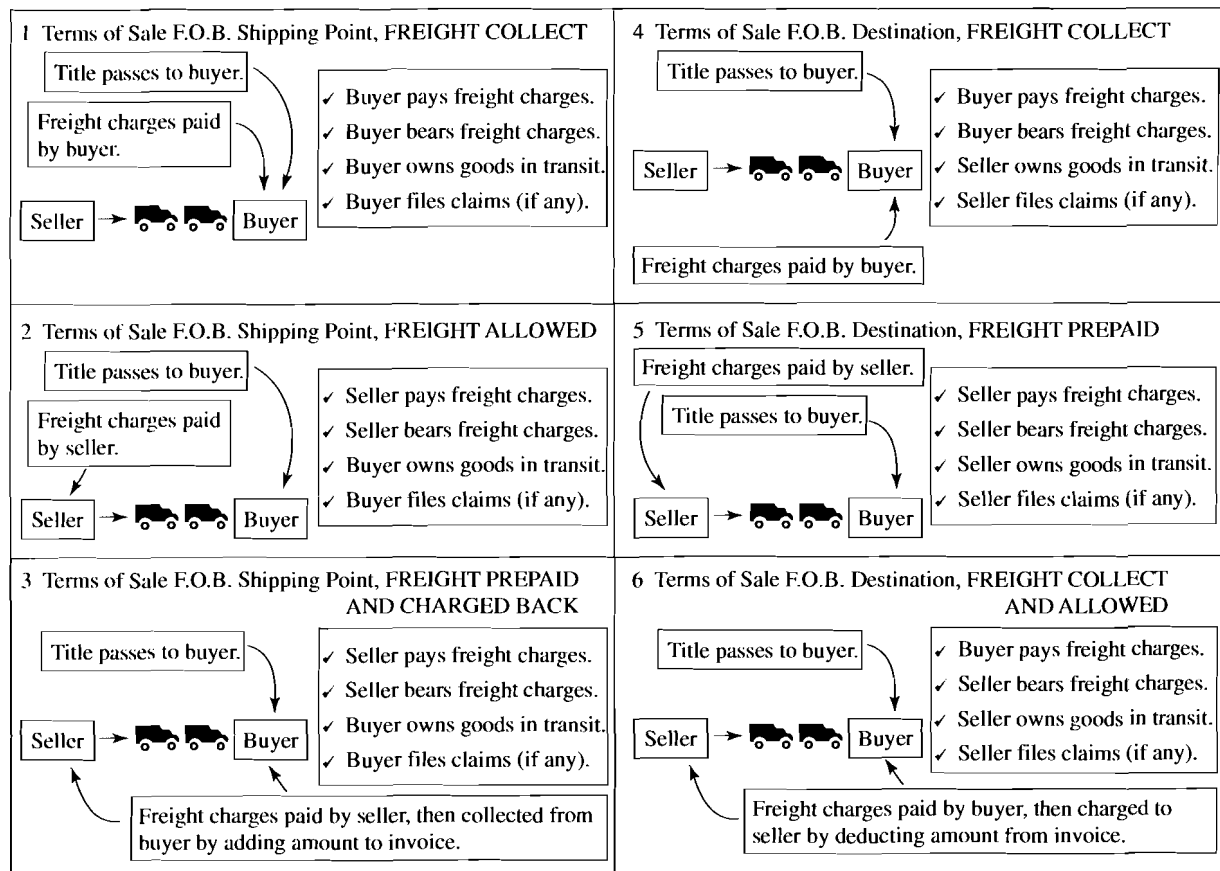 1 Terms of Sale F.O.B. Shipping Point, FREIGHT COLLECT
Title passes to buyer.
Freight charges paid
by buyer.
Seller
Buyer
✓ Buyer pays freight charges.
✓ Buyer bears freight charges.
✓ Buyer owns goods in transit.
✓ Buyer files claims (if any).
2 Terms of Sale F.O.B. Shipping Point, FREIGHT ALLOWED
Title passes to buyer.
Freight charges paid
by seller.
Seller
Buyer
✓ Seller pays freight charges.
✓ Seller bears freight charges.
✓ Buyer owns goods in transit.
✓ Buyer files claims (if any).
3 Terms of Sale F.O.B. Shipping Point, FREIGHT PREPAID
AND CHARGED BACK
Title passes to buyer.
Seller
Buyer
✓ Seller pays freight charges.
✓ Seller bears freight charges.
✓ Buyer owns goods in transit.
✓ Buyer files claims (if any).
Freight charges paid by seller, then collected from
buyer by adding amount to invoice.
4 Terms of Sale F.O.B. Destination, FREIGHT COLLECT
Title passes to buyer.
Seller
Buyer
✓ Buyer pays freight charges.
✓ Buyer bears freight charges.
✓ Seller owns goods in transit.
✓ Seller files claims (if any).
Freight charges paid by buyer.
5 Terms of Sale F.O.B. Destination, FREIGHT PREPAID
Freight charges paid by seller.
Title passes to buyer.
Seller
Buyer
✓ Seller pays freight charges.
✓ Seller bears freight charges.
✓ Seller owns goods in transit.
✓ Seller files claims (if any).
6 Terms of Sale F.O.B. Destination, FREIGHT COLLECT
AND ALLOWED
Title passes to buyer.
Seller
Buyer
✓ Buyer pays freight charges.
✓ Seller bears freight charges.
✓ Seller owns goods in transit.
✓ Seller files claims (if any).
Freight charges paid by buyer, then charged to
seller by deducting amount from invoice.